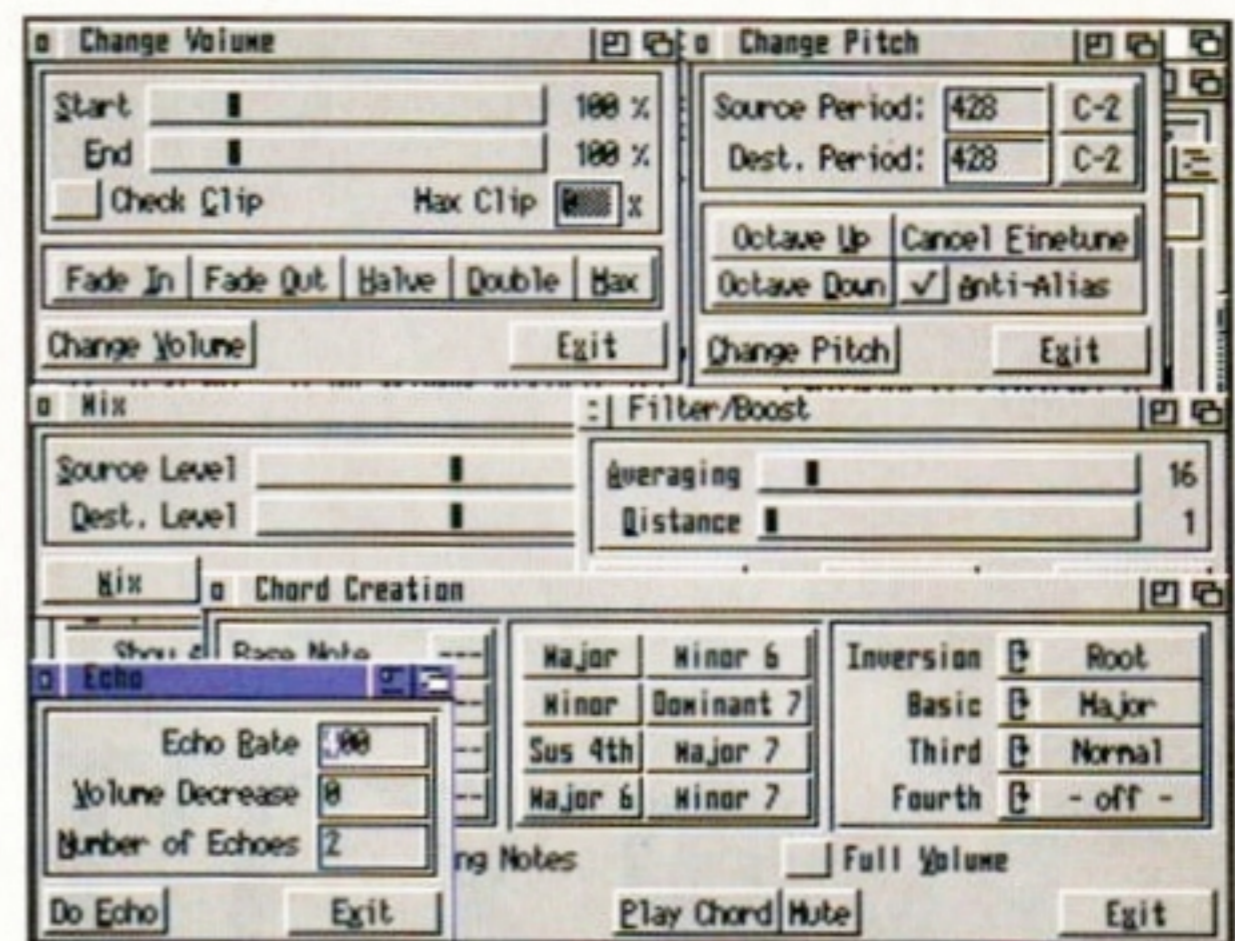 Change Volume
Start 100 %
End 100 %
Check Clip Max Clip 0 %
Fade In Fade Out Halve Double Max
Change Volume Exit
Change Pitch
Source Period: 428 C-2
Dest. Period: 428 C-2
Octave Up Cancel Finetune
Octave Down Anti-Alias
Change Pitch Exit
Mix
Source Level
Dest. Level
Mix
Filter/Boost
Averaging 16
Distance 1
Chord Creation
Base Note ---
Major Minor 6
Minor Dominant 7
Sus 4th Major 7
Major 6 Minor 7
Inversion Root
Basic Major
Third Normal
Fourth - off -
ng Notes Full Volume
Play Chord Mute Exit
Echo
Echo Rate
Volume Decrease 0
Number of Echoes 2
Do Echo Exit